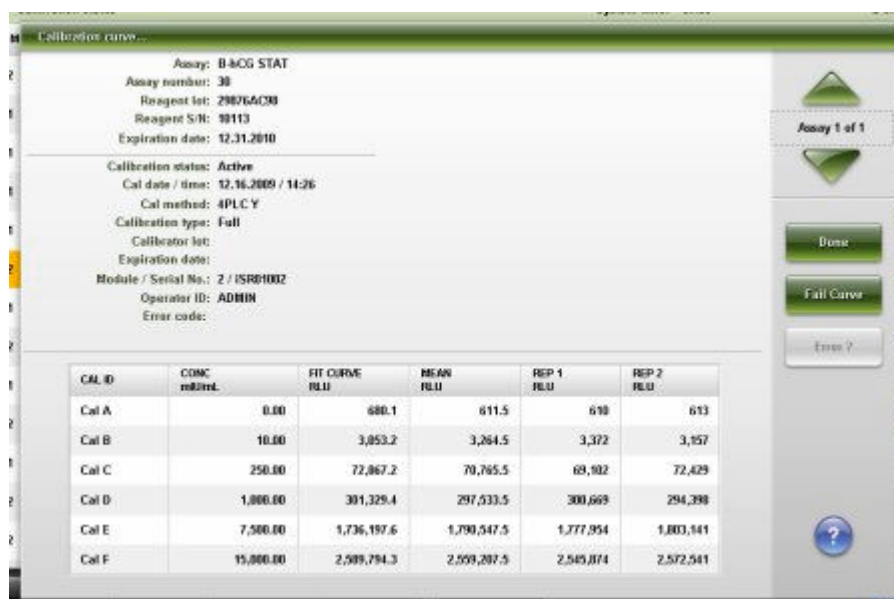 Calibration curve...
Assay: B-hCG STAT
Assay number: 30
Reagent lot: 29876AC90
Reagent S/N: 10113
Expiration date: 12.31.2010
Calibration status: Active
Cal date / time: 12.16.2009 / 14:26
Cal method: 4PLC Y
Calibration type: Full
Calibrator lot:
Expiration date:
Module / Serial No.: 2 / ISR01002
Operator ID: ADMIN
Error code:
Assay 1 of 1
Done
Fail Curve
Error ?
CAL ID CONC mIU/mL FIT CURVE RLU MEAN RLU REP 1 RLU REP 2 RLU
Cal A 0.00 680.1 611.5 610 613
Cal B 10.00 3,053.2 3,264.5 3,372 3,157
Cal C 250.00 72,067.2 70,765.5 69,102 72,429
Cal D 1,000.00 301,329.4 297,533.5 300,669 294,398
Cal E 7,500.00 1,736,197.6 1,790,547.5 1,777,954 1,803,141
Cal F 15,000.00 2,589,794.3 2,559,207.5 2,545,874 2,572,541
?